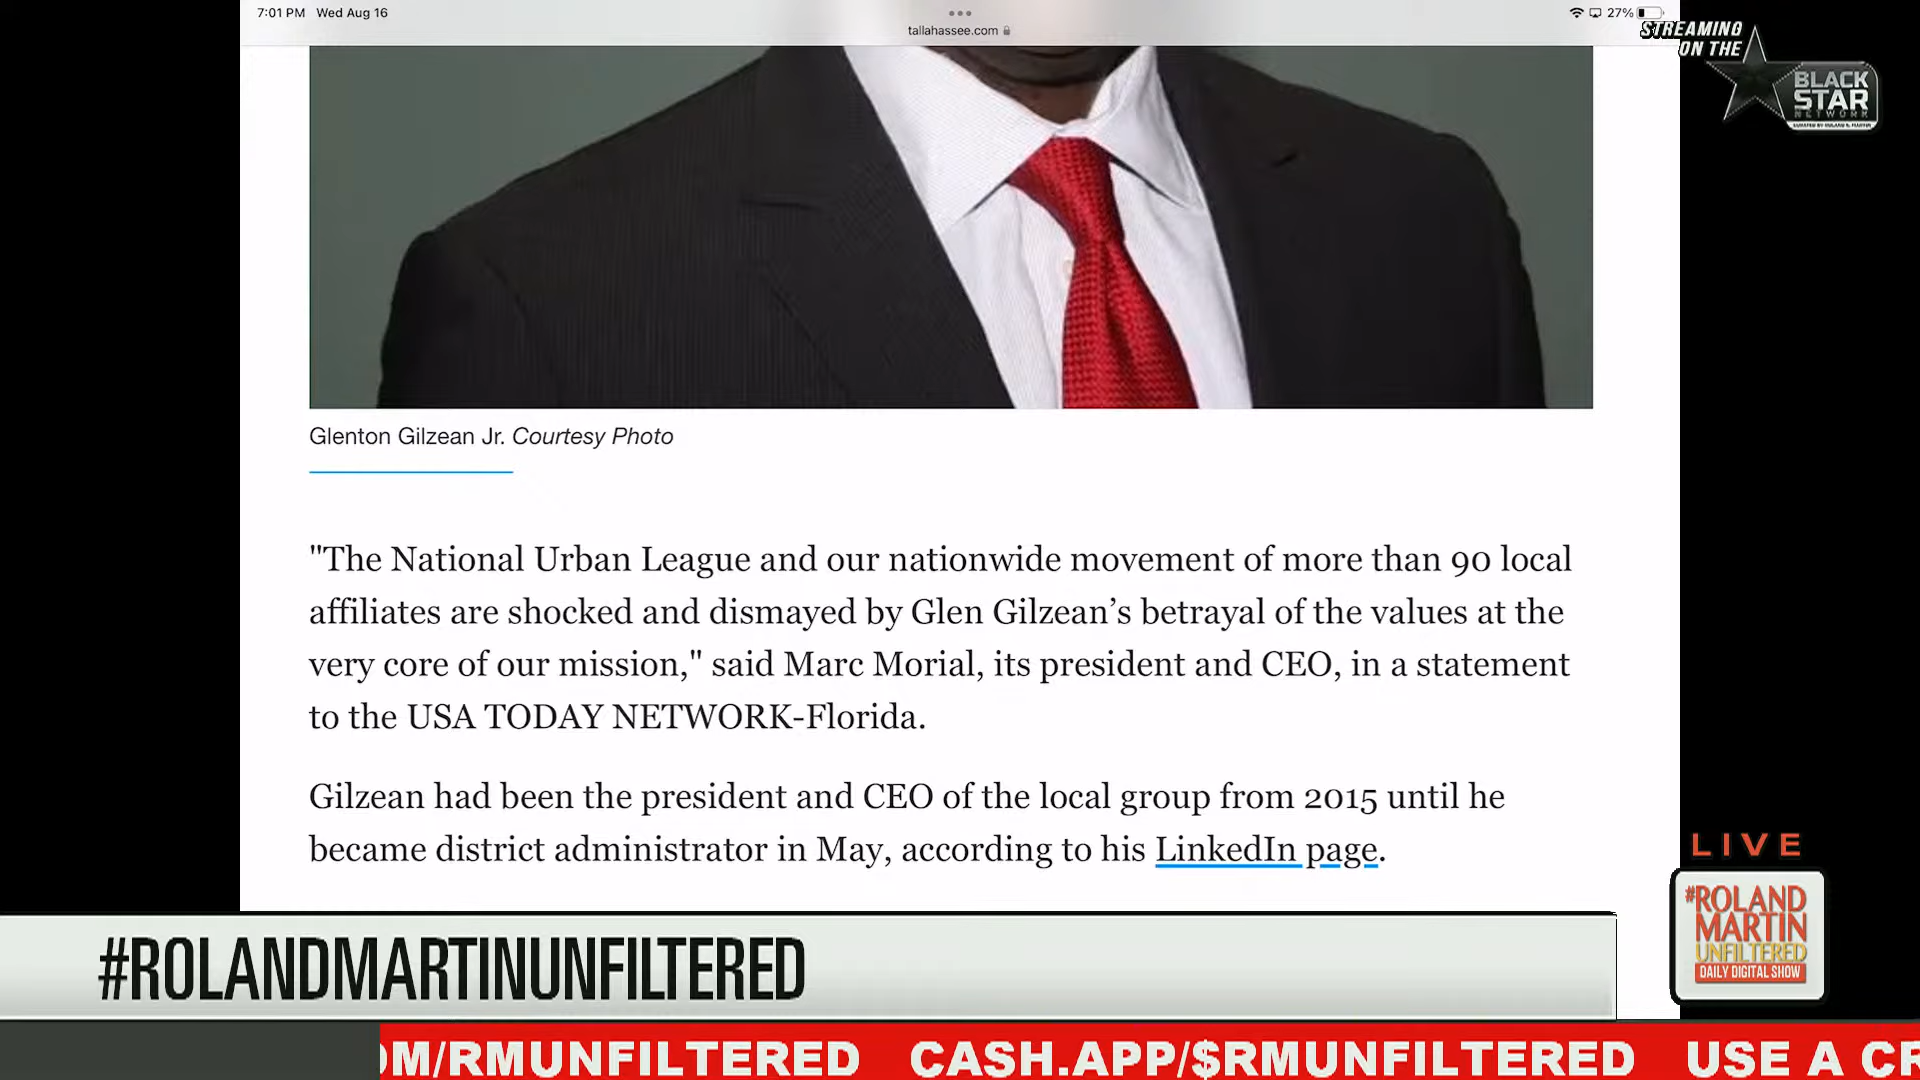 7:01 PM Wed Aug 16
tallahassee.com
27%
STREAMING
ON THE
BLACK
STAR
NETWORK
Glenton Gilzean Jr. Courtesy Photo
"The National Urban League and our nationwide movement of more than 90 local
affiliates are shocked and dismayed by Glen Gilzean’s betrayal of the values at the
very core of our mission," said Marc Morial, its president and CEO, in a statement
to the USA TODAY NETWORK-Florida.
Gilzean had been the president and CEO of the local group from 2015 until he
became district administrator in May, according to his LinkedIn page.
LIVE
#ROLAND
MARTIN
UNFILTERED
DAILY DIGITAL SHOW
#ROLANDMARTINUNFILTERED
OM/RMUNFILTERED CASH.APP/$RMUNFILTERED USE A CR